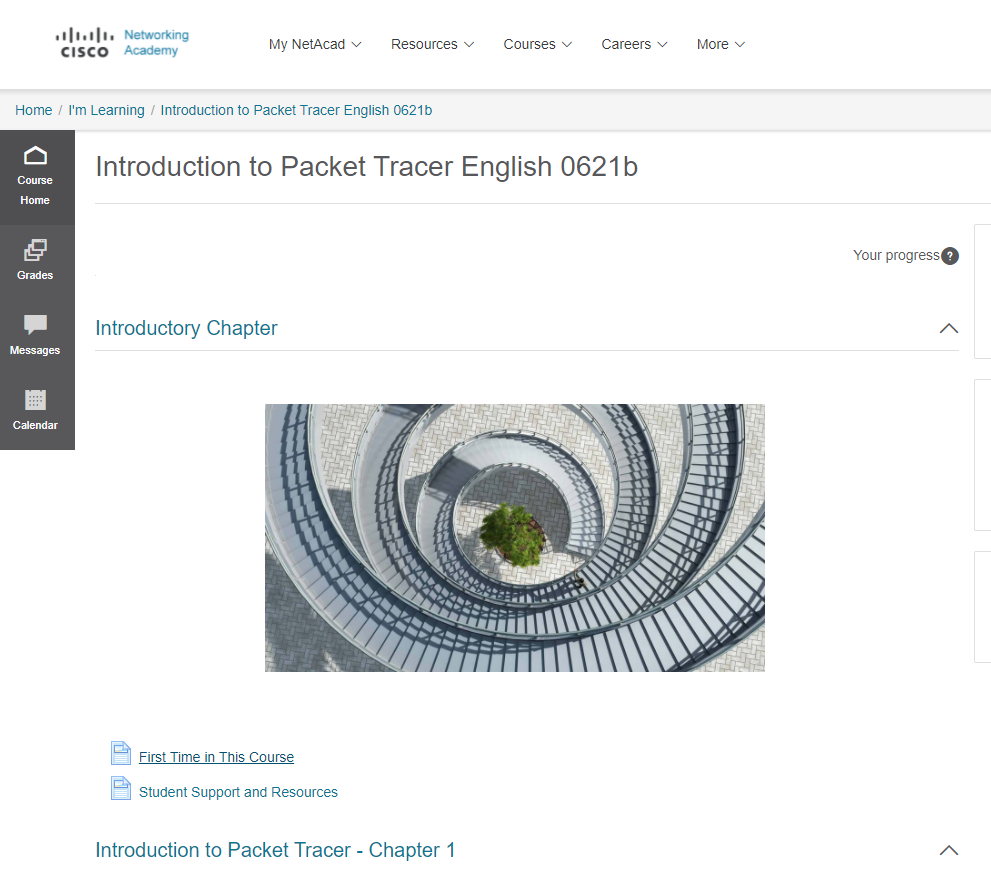 CISCO Networking
Academy
My NetAcad Resources Courses Careers More
Home / I'm Learning / Introduction to Packet Tracer English 0621b
Course
Home
Grades
Messages
Calendar
Introduction to Packet Tracer English 0621b
Your progress ?
Introductory Chapter
First Time in This Course
Student Support and Resources
Introduction to Packet Tracer - Chapter 1